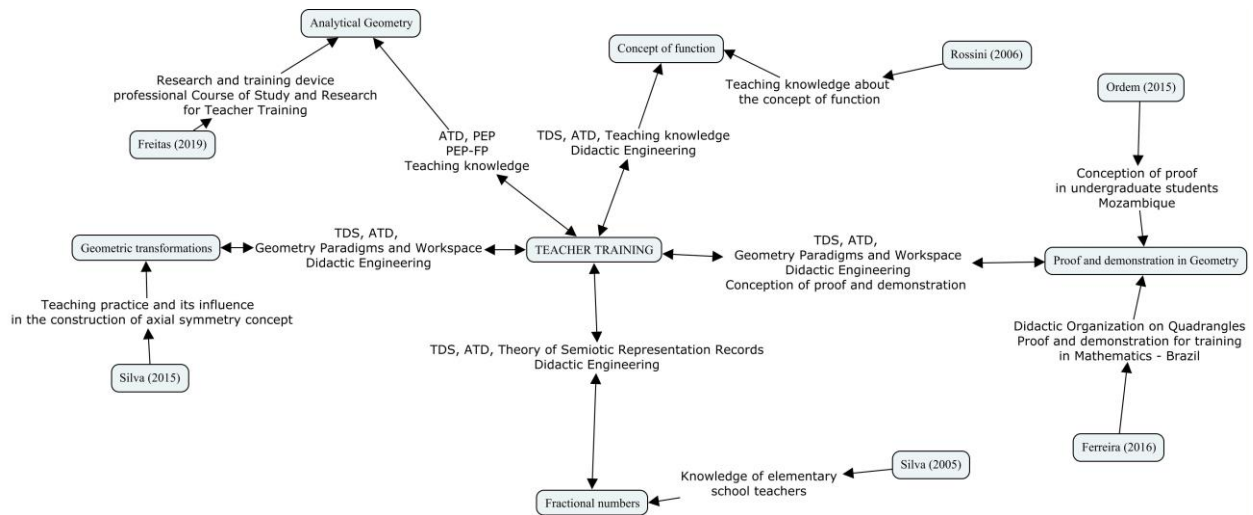 Analytical Geometry
Concept of function
Rossini (2006)
Research and training device
professional Course of Study and Research
for Teacher Training
Teaching knowledge about
the concept of function
Ordem (2015)
Freitas (2019)
ATD, PEP
PEP-FP
Teaching knowledge
TDS, ATD, Teaching knowledge
Didactic Engineering
Conception of proof
in undergraduate students
Mozambique
Geometric transformations
TDS, ATD,
Geometry Paradigms and Workspace
Didactic Engineering
TEACHER TRAINING
TDS, ATD,
Geometry Paradigms and Workspace
Didactic Engineering
Conception of proof and demonstration
Proof and demonstration in Geometry
Teaching practice and its influence
in the construction of axial symmetry concept
Didactic Organization on Quadrangles
Proof and demonstration for training
in Mathematics - Brazil
TDS, ATD, Theory of Semiotic Representation Records
Didactic Engineering
Silva (2015)
Ferreira (2016)
Silva (2005)
Knowledge of elementary
school teachers
Fractional numbers